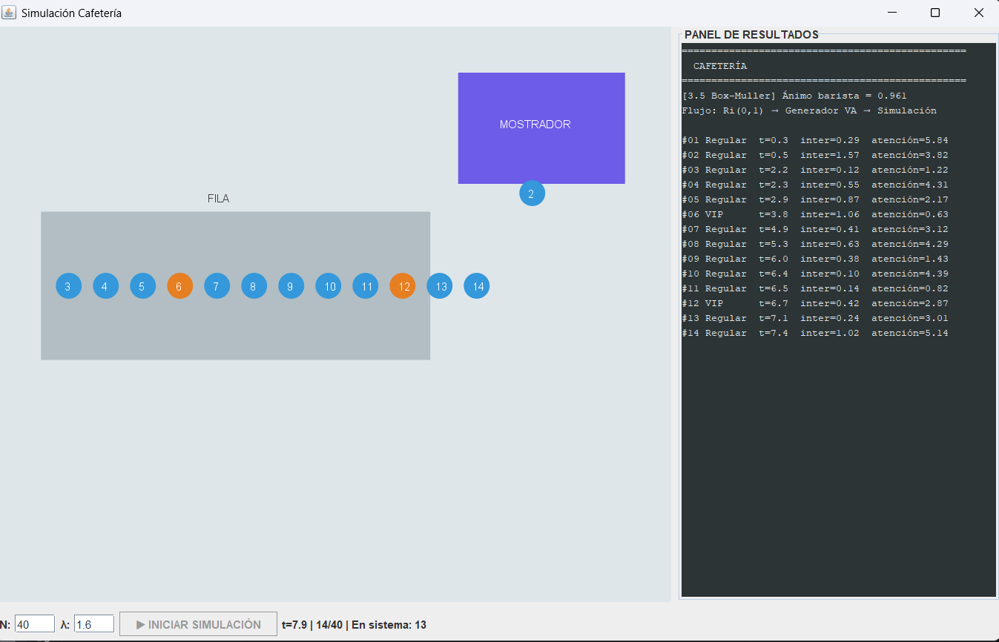 Simulación Cafetería
MOSTRADOR
2
FILA
3 4 5 6 7 8 9 10 11 12 13 14
PANEL DE RESULTADOS
================================================
CAFETERÍA
================================================
[3.5 Box-Muller] Ánimo barista = 0.961
Flujo: Ri(0,1) → Generador VA → Simulación
#01 Regular t=0.3 inter=0.29 atención=5.84
#02 Regular t=0.5 inter=1.57 atención=3.82
#03 Regular t=2.2 inter=0.12 atención=1.22
#04 Regular t=2.3 inter=0.55 atención=4.31
#05 Regular t=2.9 inter=0.87 atención=2.17
#06 VIP t=3.8 inter=1.06 atención=0.63
#07 Regular t=4.9 inter=0.41 atención=3.12
#08 Regular t=5.3 inter=0.63 atención=4.29
#09 Regular t=6.0 inter=0.38 atención=1.43
#10 Regular t=6.4 inter=0.10 atención=4.39
#11 Regular t=6.5 inter=0.14 atención=0.82
#12 VIP t=6.7 inter=0.42 atención=2.87
#13 Regular t=7.1 inter=0.24 atención=3.01
#14 Regular t=7.4 inter=1.02 atención=5.14
N: 40 λ: 1.6 ▶ INICIAR SIMULACIÓN t=7.9 | 14/40 | En sistema: 13